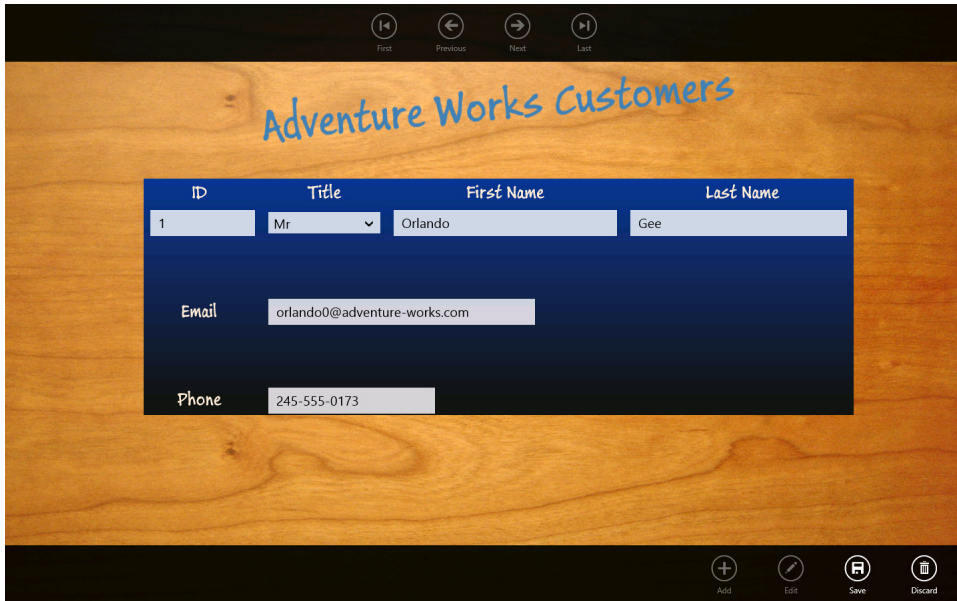 First Previous Next Last
Adventure Works Customers
ID Title First Name Last Name
1 Mr Orlando Gee
Email orlando0@adventure-works.com
Phone 245-555-0173
Add Edit Save Discard